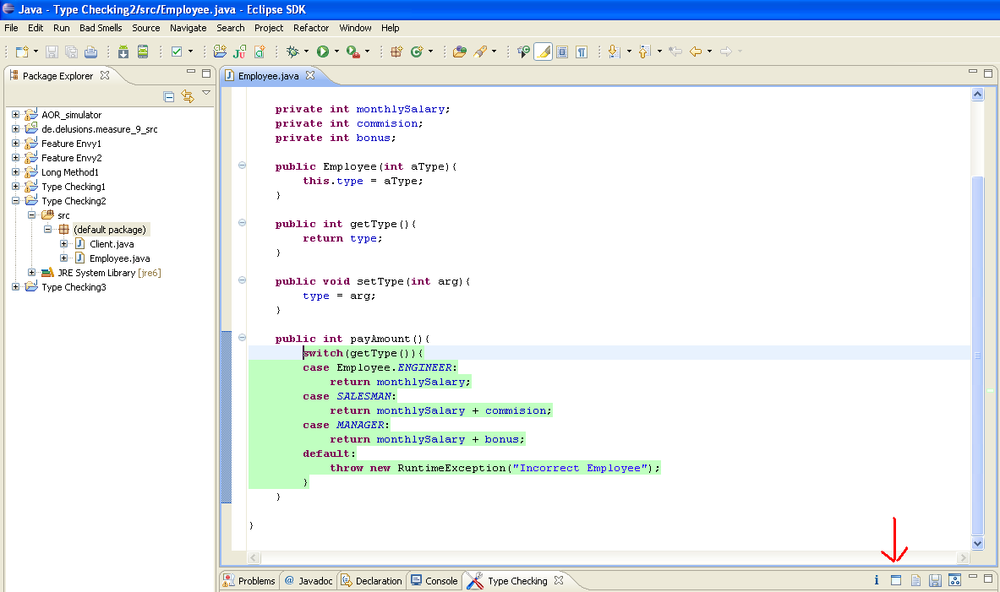 Java - Type Checking2/src/Employee.java - Eclipse SDK
File Edit Run Bad Smells Source Navigate Search Project Refactor Window Help
Package Explorer
Employee.java
AOR_simulator
de.delusions.measure_9_src
Feature Envy1
Feature Envy2
Long Method1
Type Checking1
Type Checking2
src
(default package)
Client.java
Employee.java
JRE System Library [jre6]
Type Checking3
private int monthlySalary;
private int commision;
private int bonus;
public Employee(int aType){
this.type = aType;
}
public int getType(){
return type;
}
public void setType(int arg){
type = arg;
}
public int payAmount(){
switch(getType()){
case Employee.ENGINEER:
return monthlySalary;
case SALESMAN:
return monthlySalary + commision;
case MANAGER:
return monthlySalary + bonus;
default:
throw new RuntimeException("Incorrect Employee");
}
}
}
Problems @ Javadoc Declaration Console Type Checking